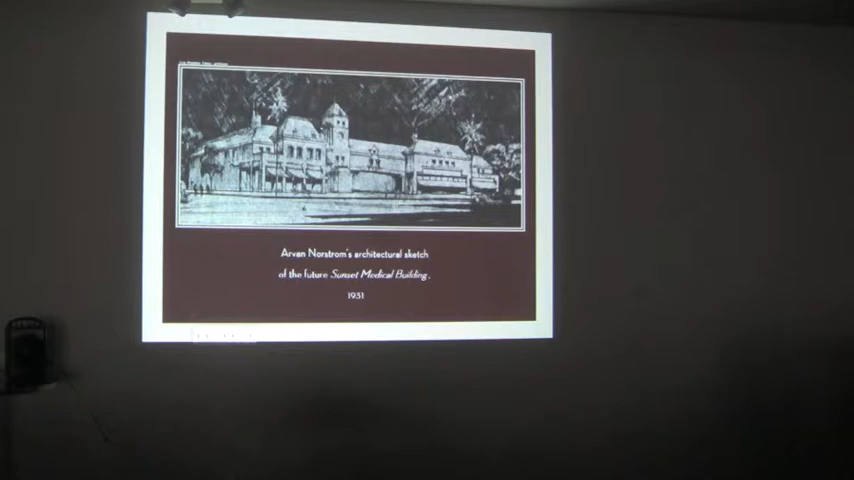 Arvan Norstrom's architectural sketch
of the future Sunset Medical Building,
1931